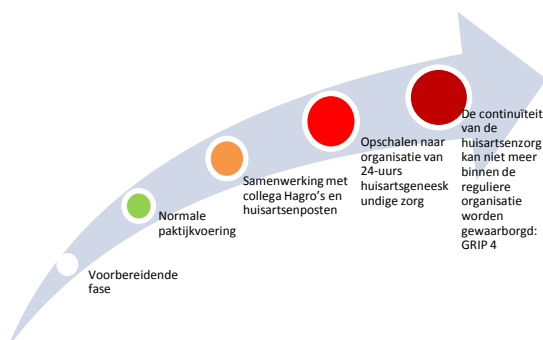 Voorbereidende
fase
Normale
paktijkvoering
Samenwerking met
collega Hagro's en
huisartsenposten
Opschalen naar
organisatie van
24-uurs
huisartsgeneesk
undige zorg
De continuïteit
van de
huisartsenzorg
kan niet meer
binnen de
reguliere
organisatie
worden
gewaarborgd:
GRIP 4